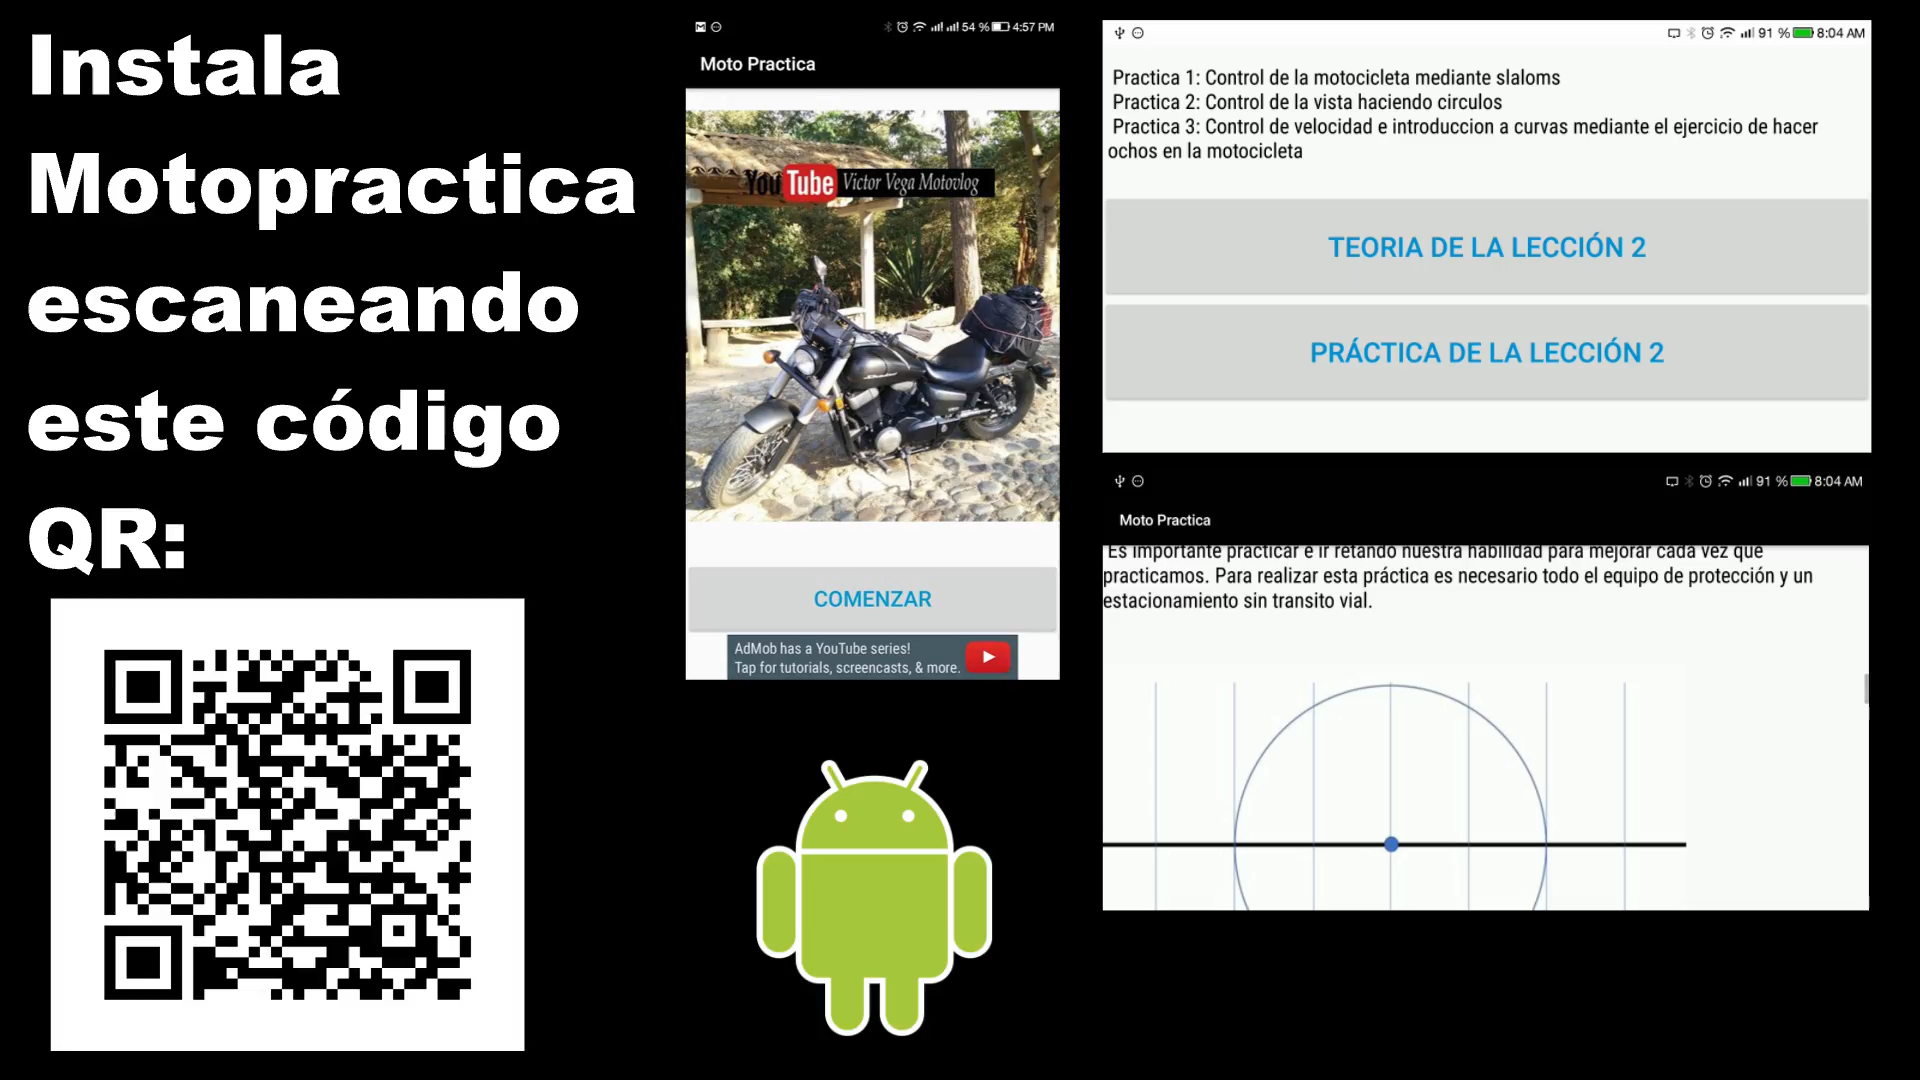 Instala
Motopractica
escaneando
este código
QR:
54 % 4:57 PM
Moto Practica
YouTube Victor Vega Motovlog
COMENZAR
AdMob has a YouTube series!
Tap for tutorials, screencasts, & more.
91 % 8:04 AM
Practica 1: Control de la motocicleta mediante slaloms
Practica 2: Control de la vista haciendo circulos
Practica 3: Control de velocidad e introduccion a curvas mediante el ejercicio de hacer
ochos en la motocicleta
TEORIA DE LA LECCIÓN 2
PRÁCTICA DE LA LECCIÓN 2
91 % 8:04 AM
Moto Practica
Es importante practicar e ir retando nuestra habilidad para mejorar cada vez que
practicamos. Para realizar esta práctica es necesario todo el equipo de protección y un
estacionamiento sin transito vial.